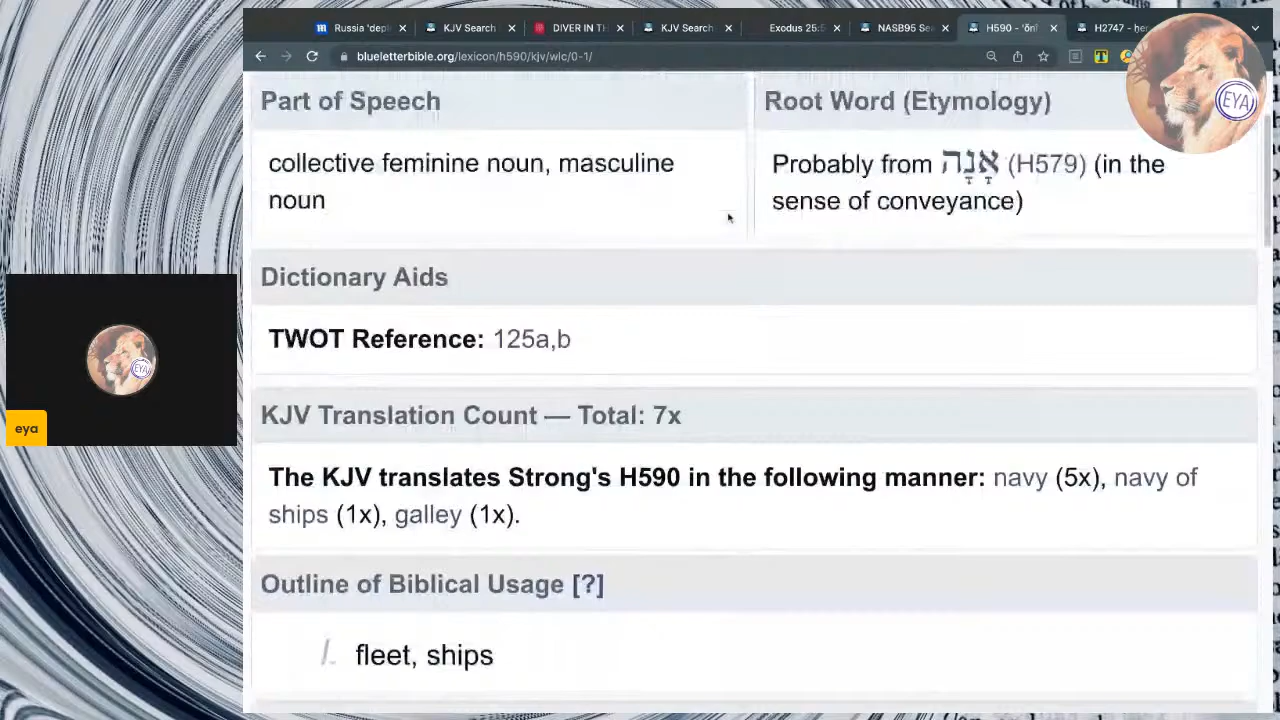 Russia 'dep
KJV Search
DIVER IN TH
KJV Search
Exodus 25:
NASB95 Sea
H590 - 'ŏnî
H2747 - ḥer
blueletterbible.org/lexicon/h590/kjv/wlc/0-1/
EYA
Part of Speech
Root Word (Etymology)
collective feminine noun, masculine
noun
Probably from אָנָה (H579) (in the
sense of conveyance)
Dictionary Aids
TWOT Reference: 125a,b
KJV Translation Count — Total: 7x
The KJV translates Strong's H590 in the following manner: navy (5x), navy of
ships (1x), galley (1x).
Outline of Biblical Usage [?]
I. fleet, ships
EYA
eya